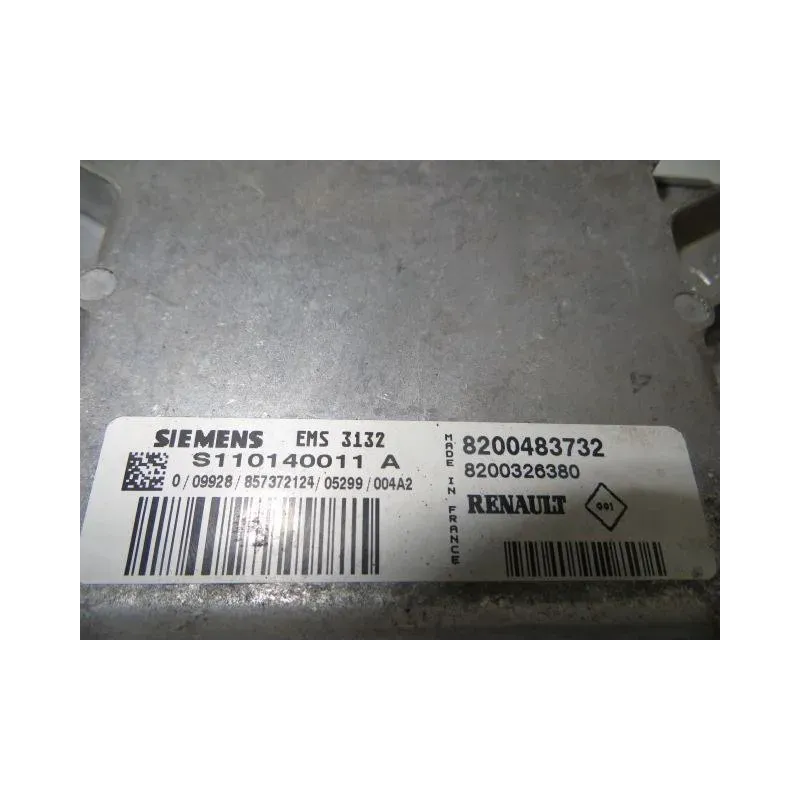 SIEMENS EMS 3132
S110140011 A
0/09928/857372124/05299/004A2
MADE IN FRANCE
8200483732
8200326380
RENAULT 001